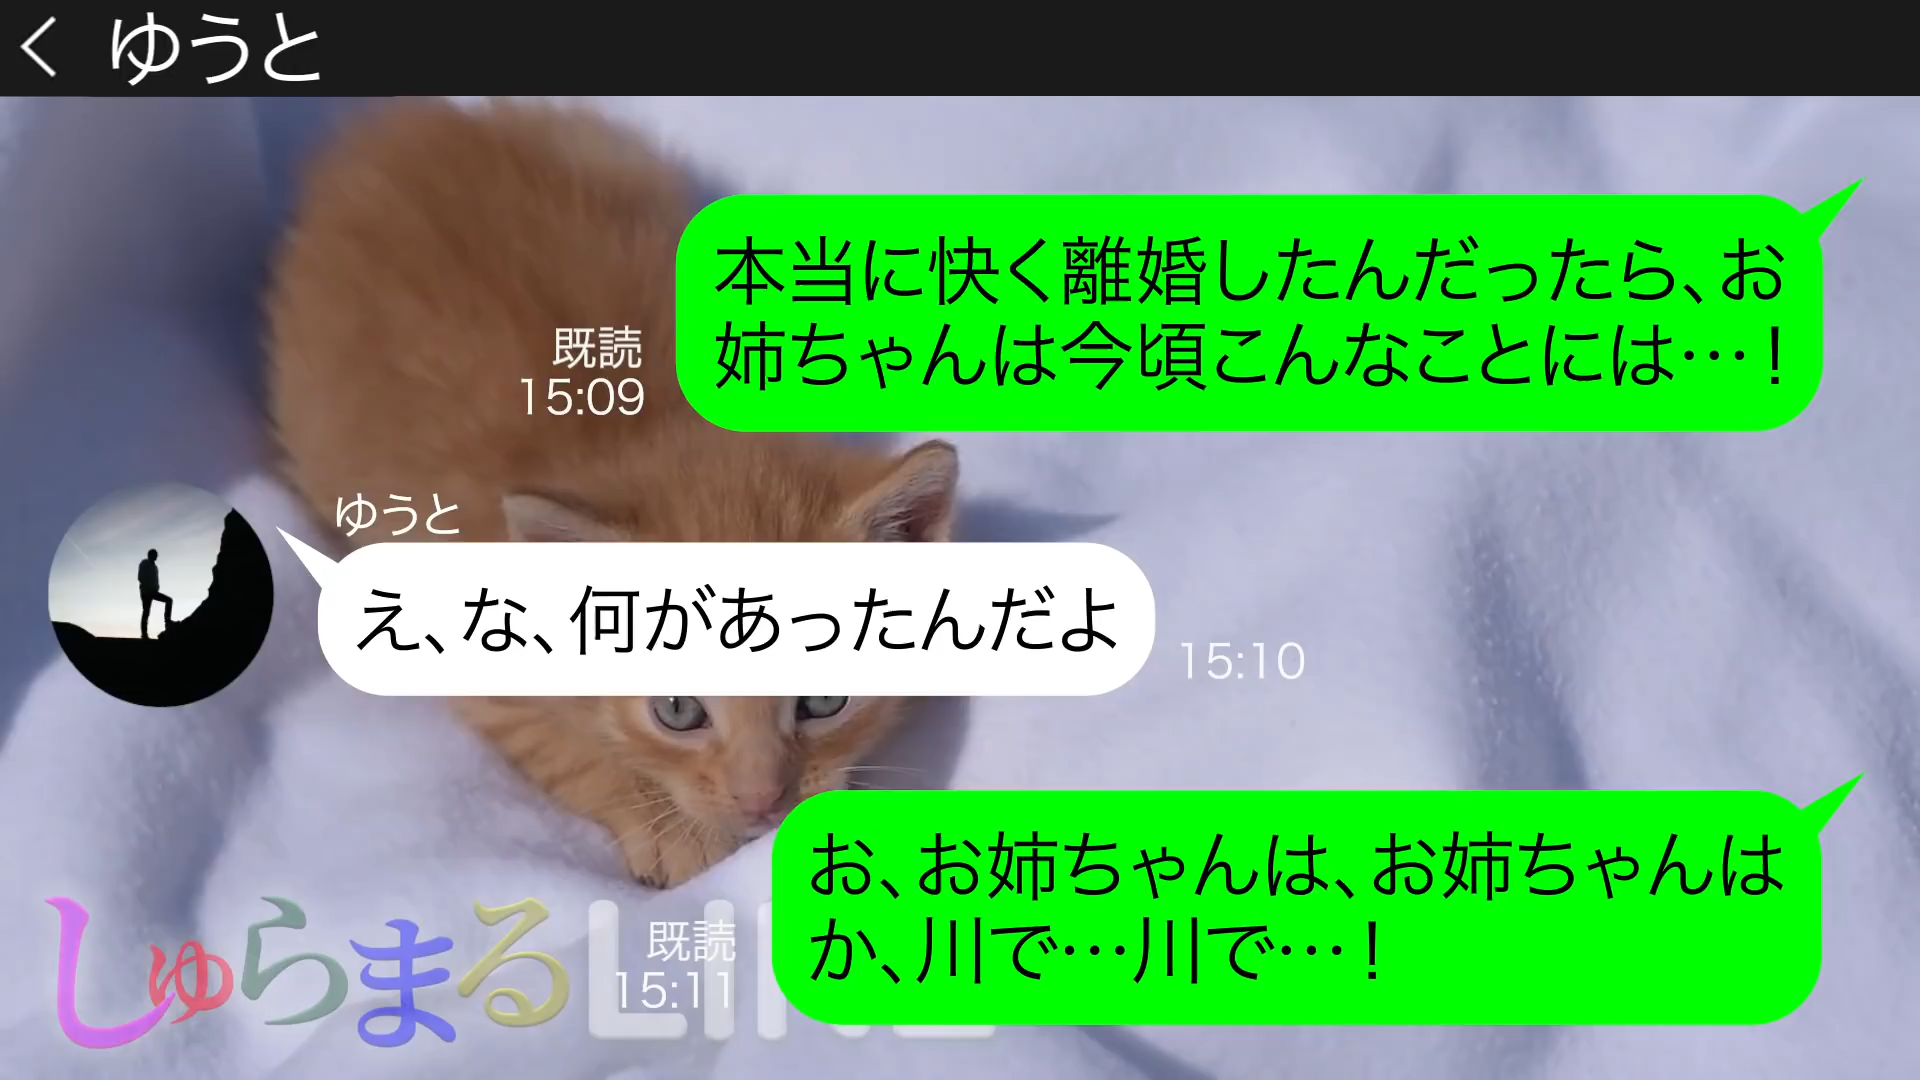 ゆうと
本当に快く離婚したんだったら、お
姉ちゃんは今頃こんなことには…！
既読
15:09
ゆうと
え、な、何があったんだよ
15:10
お、お姉ちゃんは、お姉ちゃんは
か、川で…川で…！
既読
15:11
しゅらまるLINE